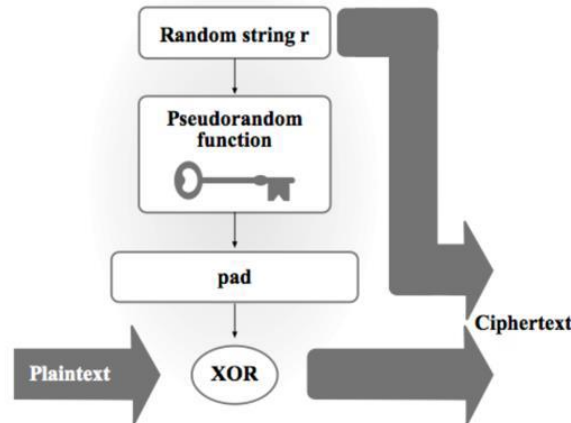 Random string r
Pseudorandom
function
pad
Ciphertext
Plaintext
XOR